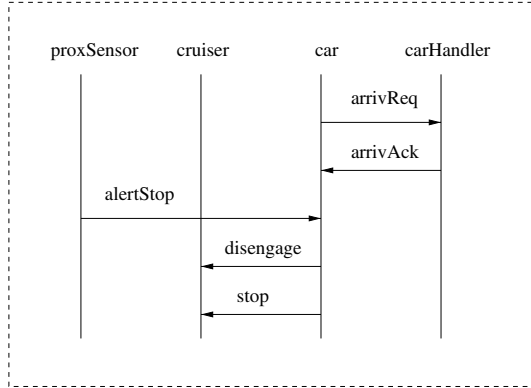 proxSensor cruiser car carHandler
arrivReq
arrivAck
alertStop
disengage
stop